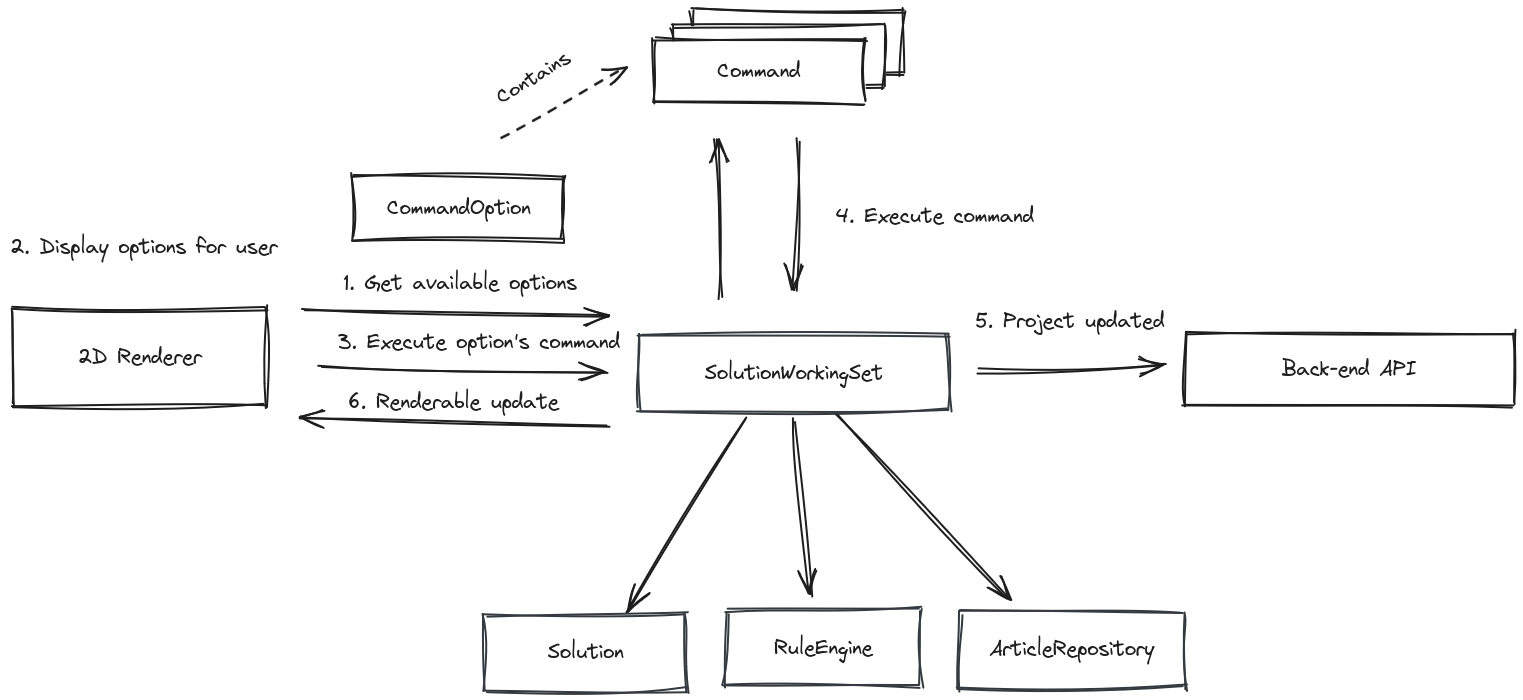 Command
Contains
CommandOption
4. Execute command
2. Display options for user
1. Get available options
5. Project updated
3. Execute option's command
2D Renderer
SolutionWorkingSet
Back-end API
6. Renderable update
Solution
RuleEngine
ArticleRepository